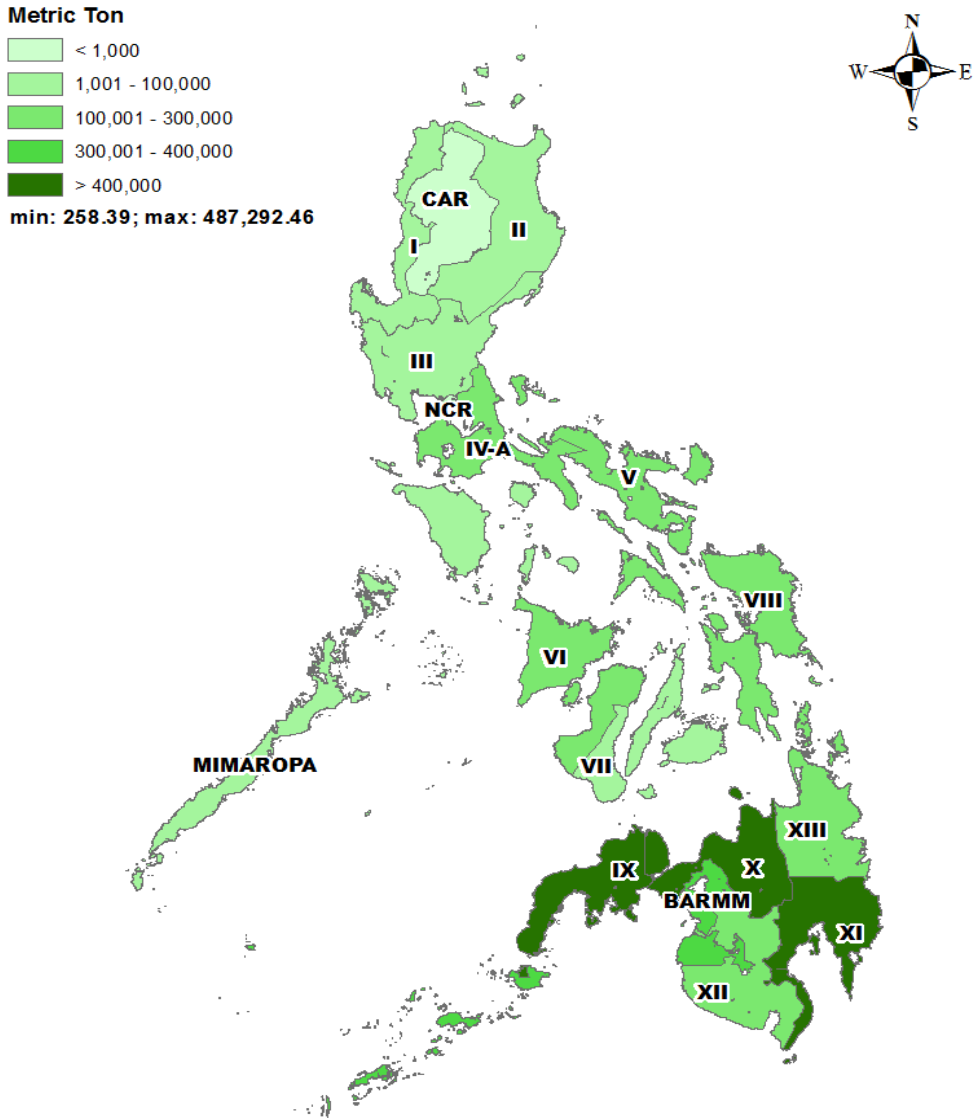 Metric Ton
< 1,000
1,001 - 100,000
100,001 - 300,000
300,001 - 400,000
> 400,000
min: 258.39; max: 487,292.46
N
W E
S
CAR
II
I
III
NCR
IV-A
V
VIII
VI
MIMAROPA
VII
XIII
IX
X
BARMM
XI
XII